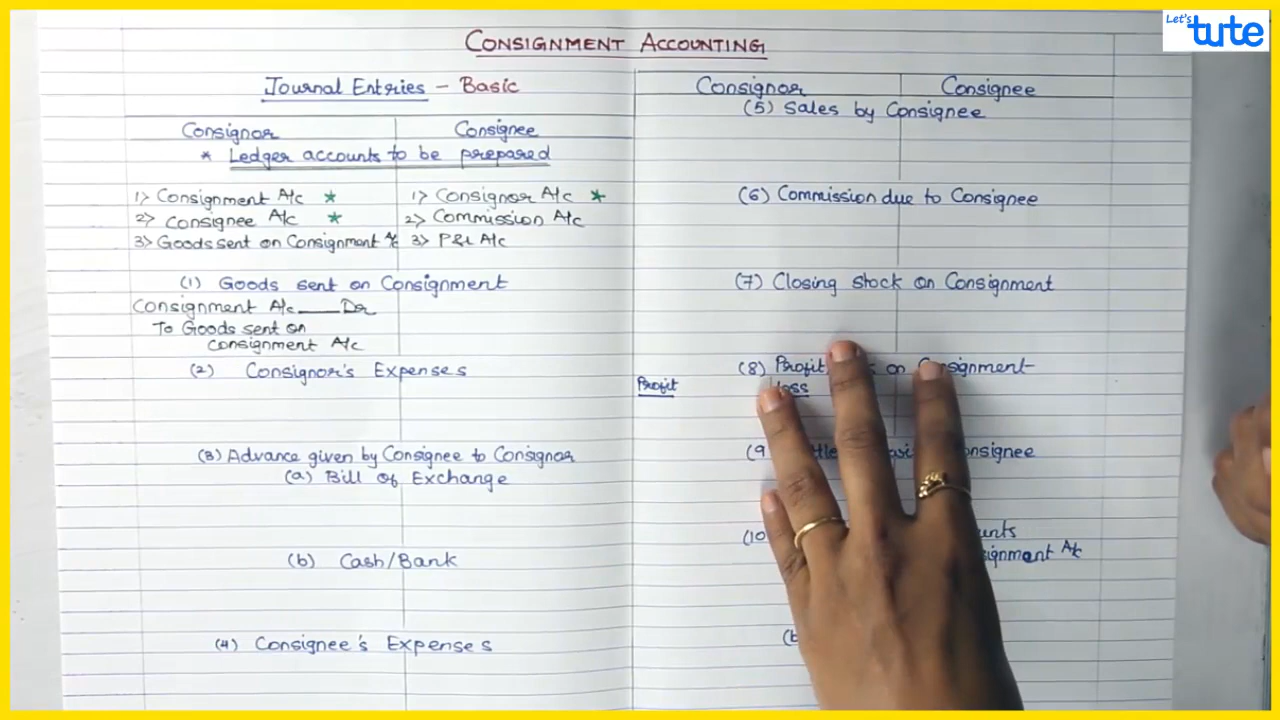 Let's
tute
CONSIGNMENT ACCOUNTING
Journal Entries - Basic
Consignor Consignee
* Ledger accounts to be prepared
1> Consignment A/c * 1> Consignor A/c *
2> Consignee A/c * 2> Commission A/c
3> Goods sent on Consignment A/c 3> P&L A/c
(1) Goods sent on Consignment
Consignment A/c ___ Dr
To Goods sent on
consignment A/c
(2) Consignor's Expenses
(3) Advance given by Consignee to Consignor
(a) Bill of Exchange
(b) Cash/Bank
(4) Consignee's Expenses
Consignor Consignee
(5) Sales by Consignee
(6) Commission due to Consignee
(7) Closing stock on Consignment
(8) Profit on Consignment
Profit loss
(9
(10
A/c
(b